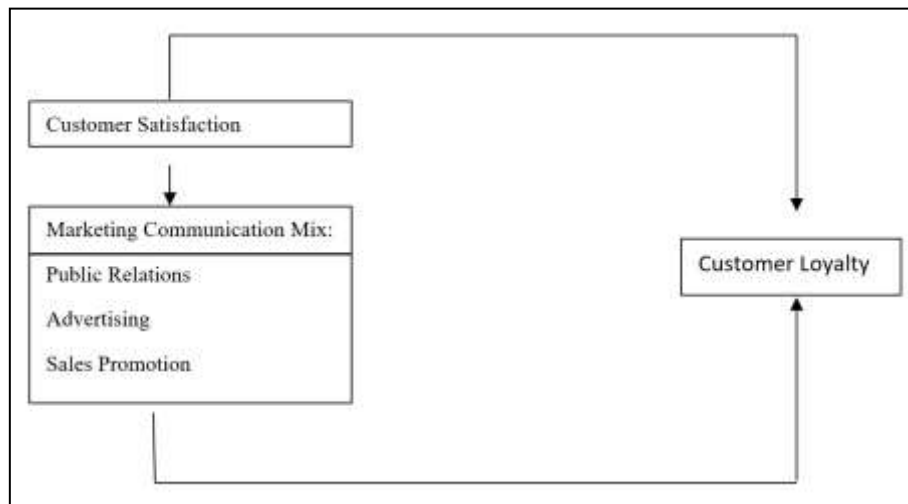 Customer Satisfaction
Marketing Communication Mix:
Public Relations
Advertising
Sales Promotion
Customer Loyalty